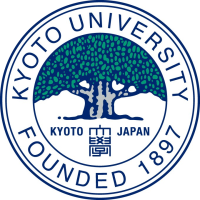 KYOTO UNIVERSITY
KYOTO 大學 JAPAN
FOUNDED 1897